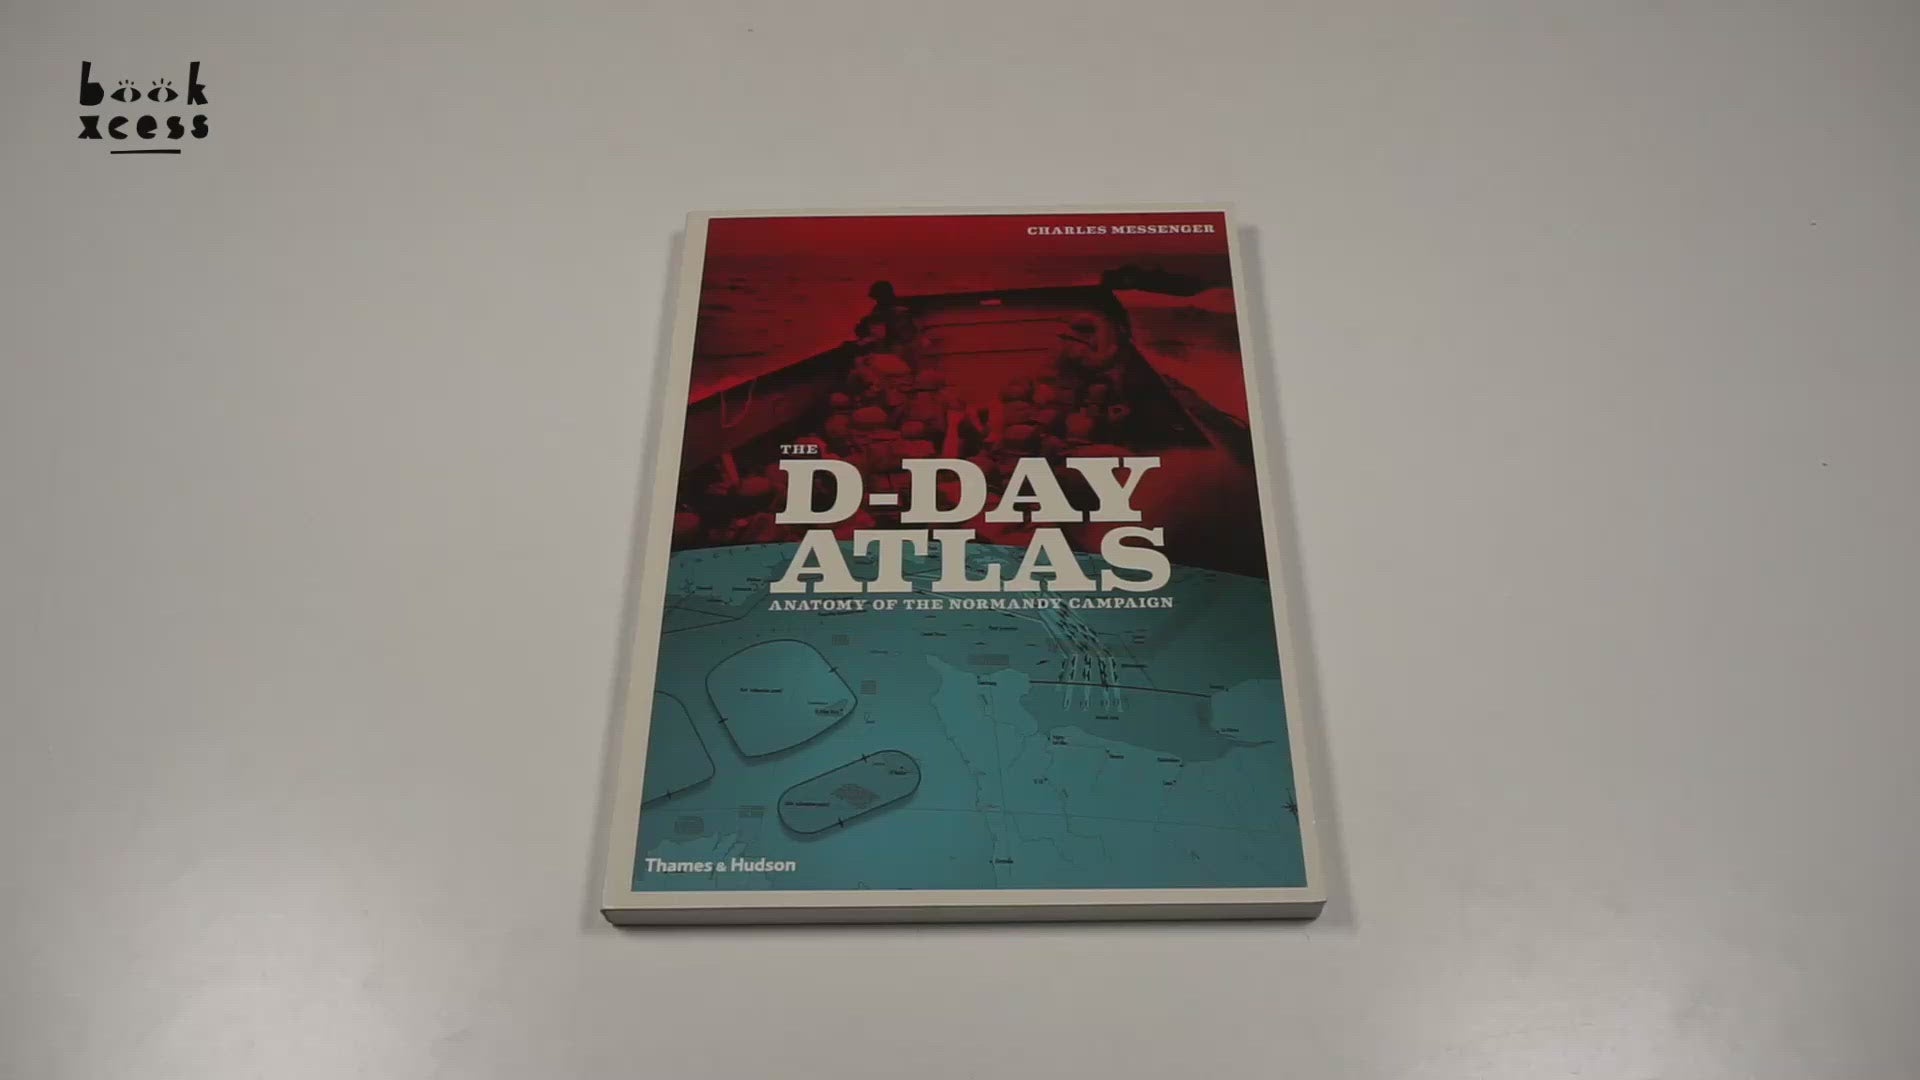 book
xcess
CHARLES MESSENGER
THE
D-DAY
ATLAS
ANATOMY OF THE NORMANDY CAMPAIGN
Thames & Hudson